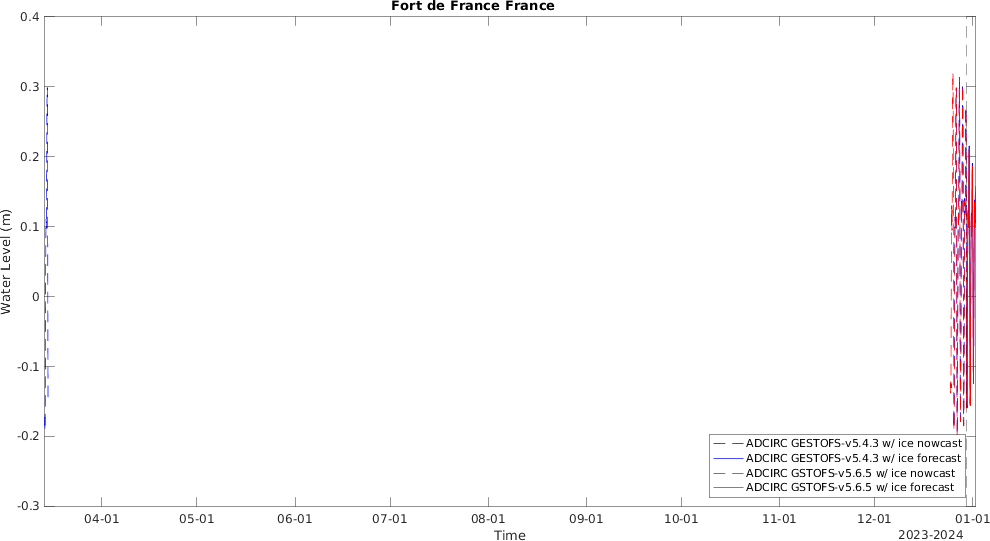 Fort de France France
0.4
0.3
0.2
0.1
0
-0.1
-0.2
-0.3
Water Level (m)
ADCIRC GESTOFS-v5.4.3 w/ ice nowcast
ADCIRC GESTOFS-v5.4.3 w/ ice forecast
ADCIRC GSTOFS-v5.6.5 w/ ice nowcast
ADCIRC GSTOFS-v5.6.5 w/ ice forecast
04-01 05-01 06-01 07-01 08-01 09-01 10-01 11-01 12-01 01-01
Time
2023-2024